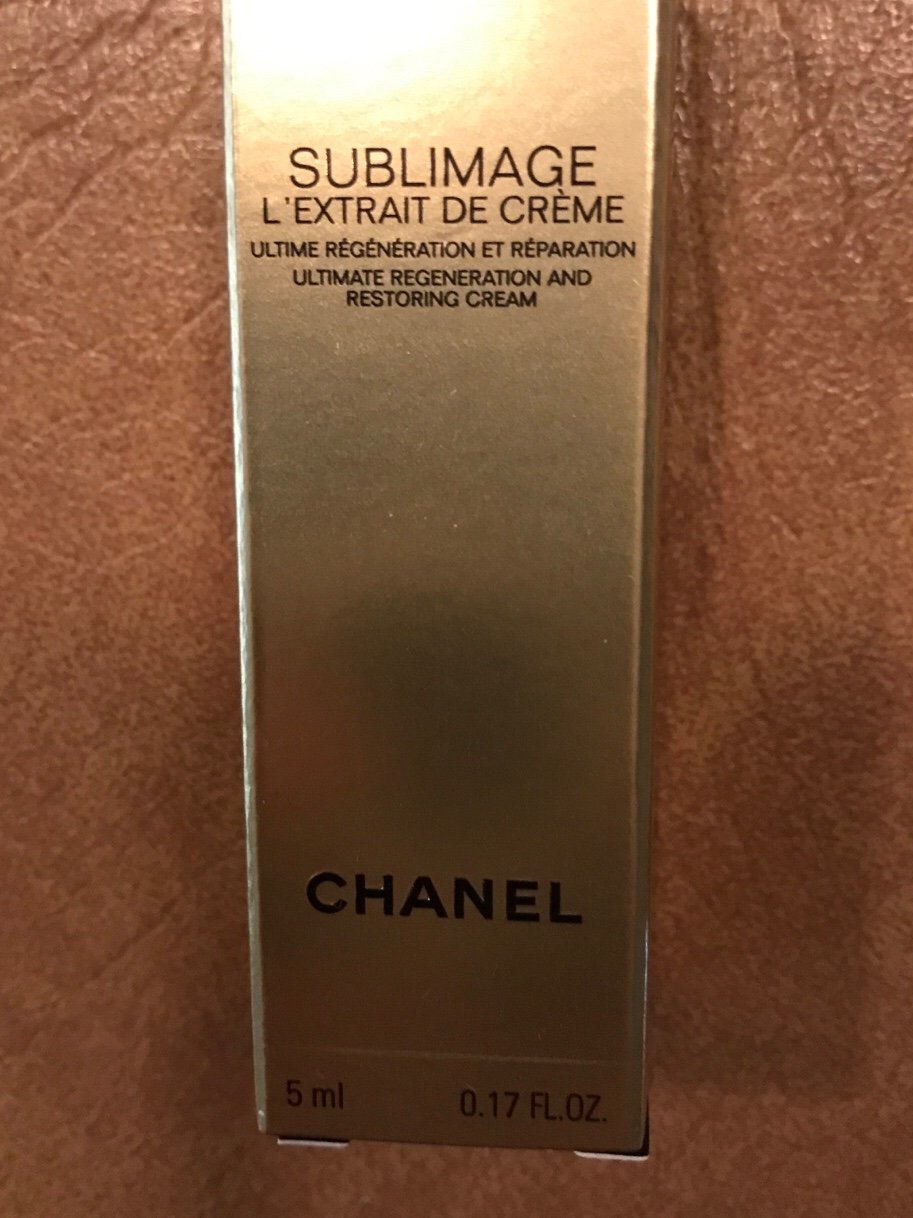 SUBLIMAGE
L'EXTRAIT DE CRÈME
ULTIME RÉGÉNÉRATION ET RÉPARATION
ULTIMATE REGENERATION AND
RESTORING CREAM
CHANEL
5 ml 0.17 FL.OZ.